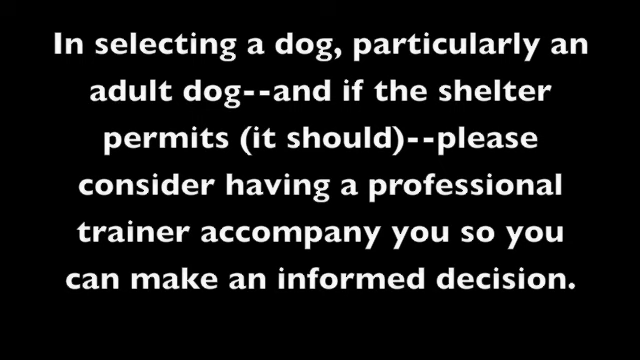 In selecting a dog, particularly an
adult dog--and if the shelter
permits (it should)--please
consider having a professional
trainer accompany you so you
can make an informed decision.